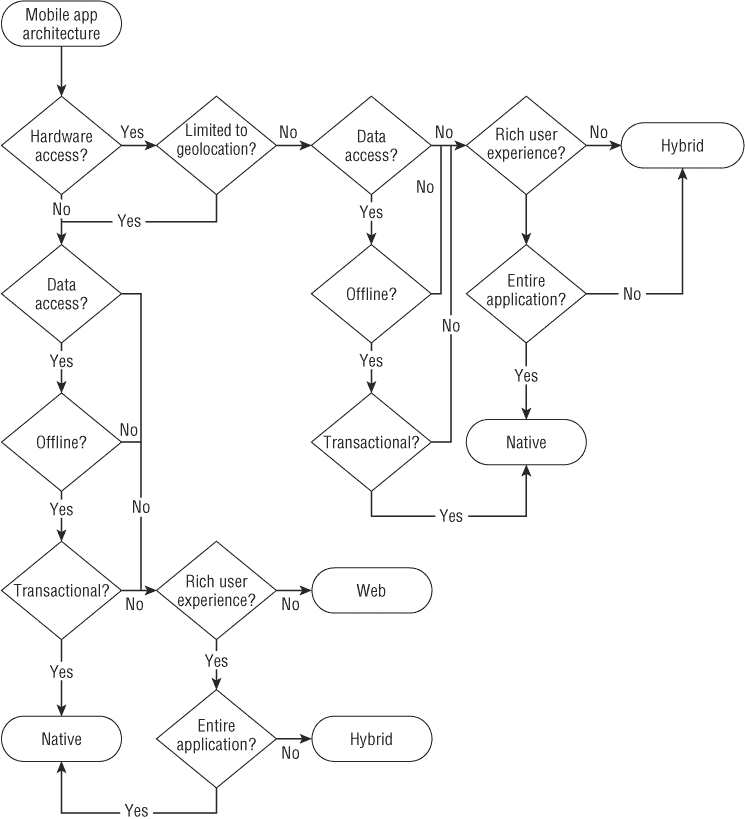 Mobile app
architecture
Hardware
access?
Yes
Limited to
geolocation?
No
Data
access?
No
Rich user
experience?
No
Hybrid
No
Yes
No
Yes
Data
access?
Offline?
Entire
application?
No
No
Yes
Yes
Yes
Offline?
No
Transactional?
Native
Yes
No
Yes
Transactional?
No
Rich user
experience?
No
Web
Yes
Yes
Native
Entire
application?
No
Hybrid
Yes